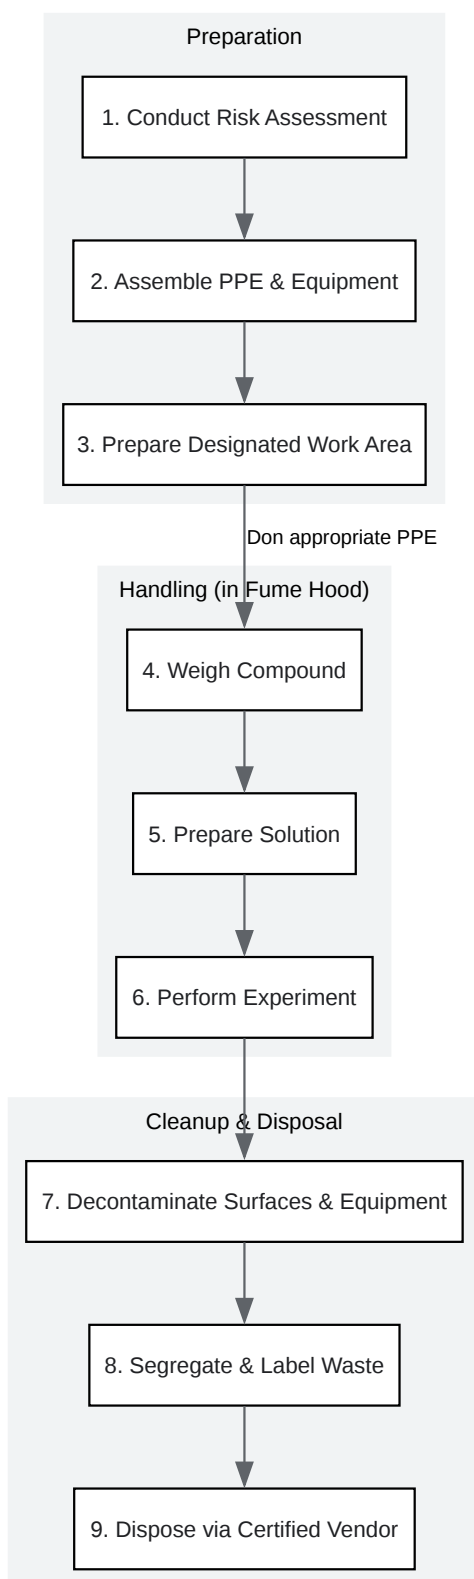 Preparation
1. Conduct Risk Assessment
2. Assemble PPE & Equipment
3. Prepare Designated Work Area
Don appropriate PPE
Handling (in Fume Hood)
4. Weigh Compound
5. Prepare Solution
6. Perform Experiment
Cleanup & Disposal
7. Decontaminate Surfaces & Equipment
8. Segregate & Label Waste
9. Dispose via Certified Vendor